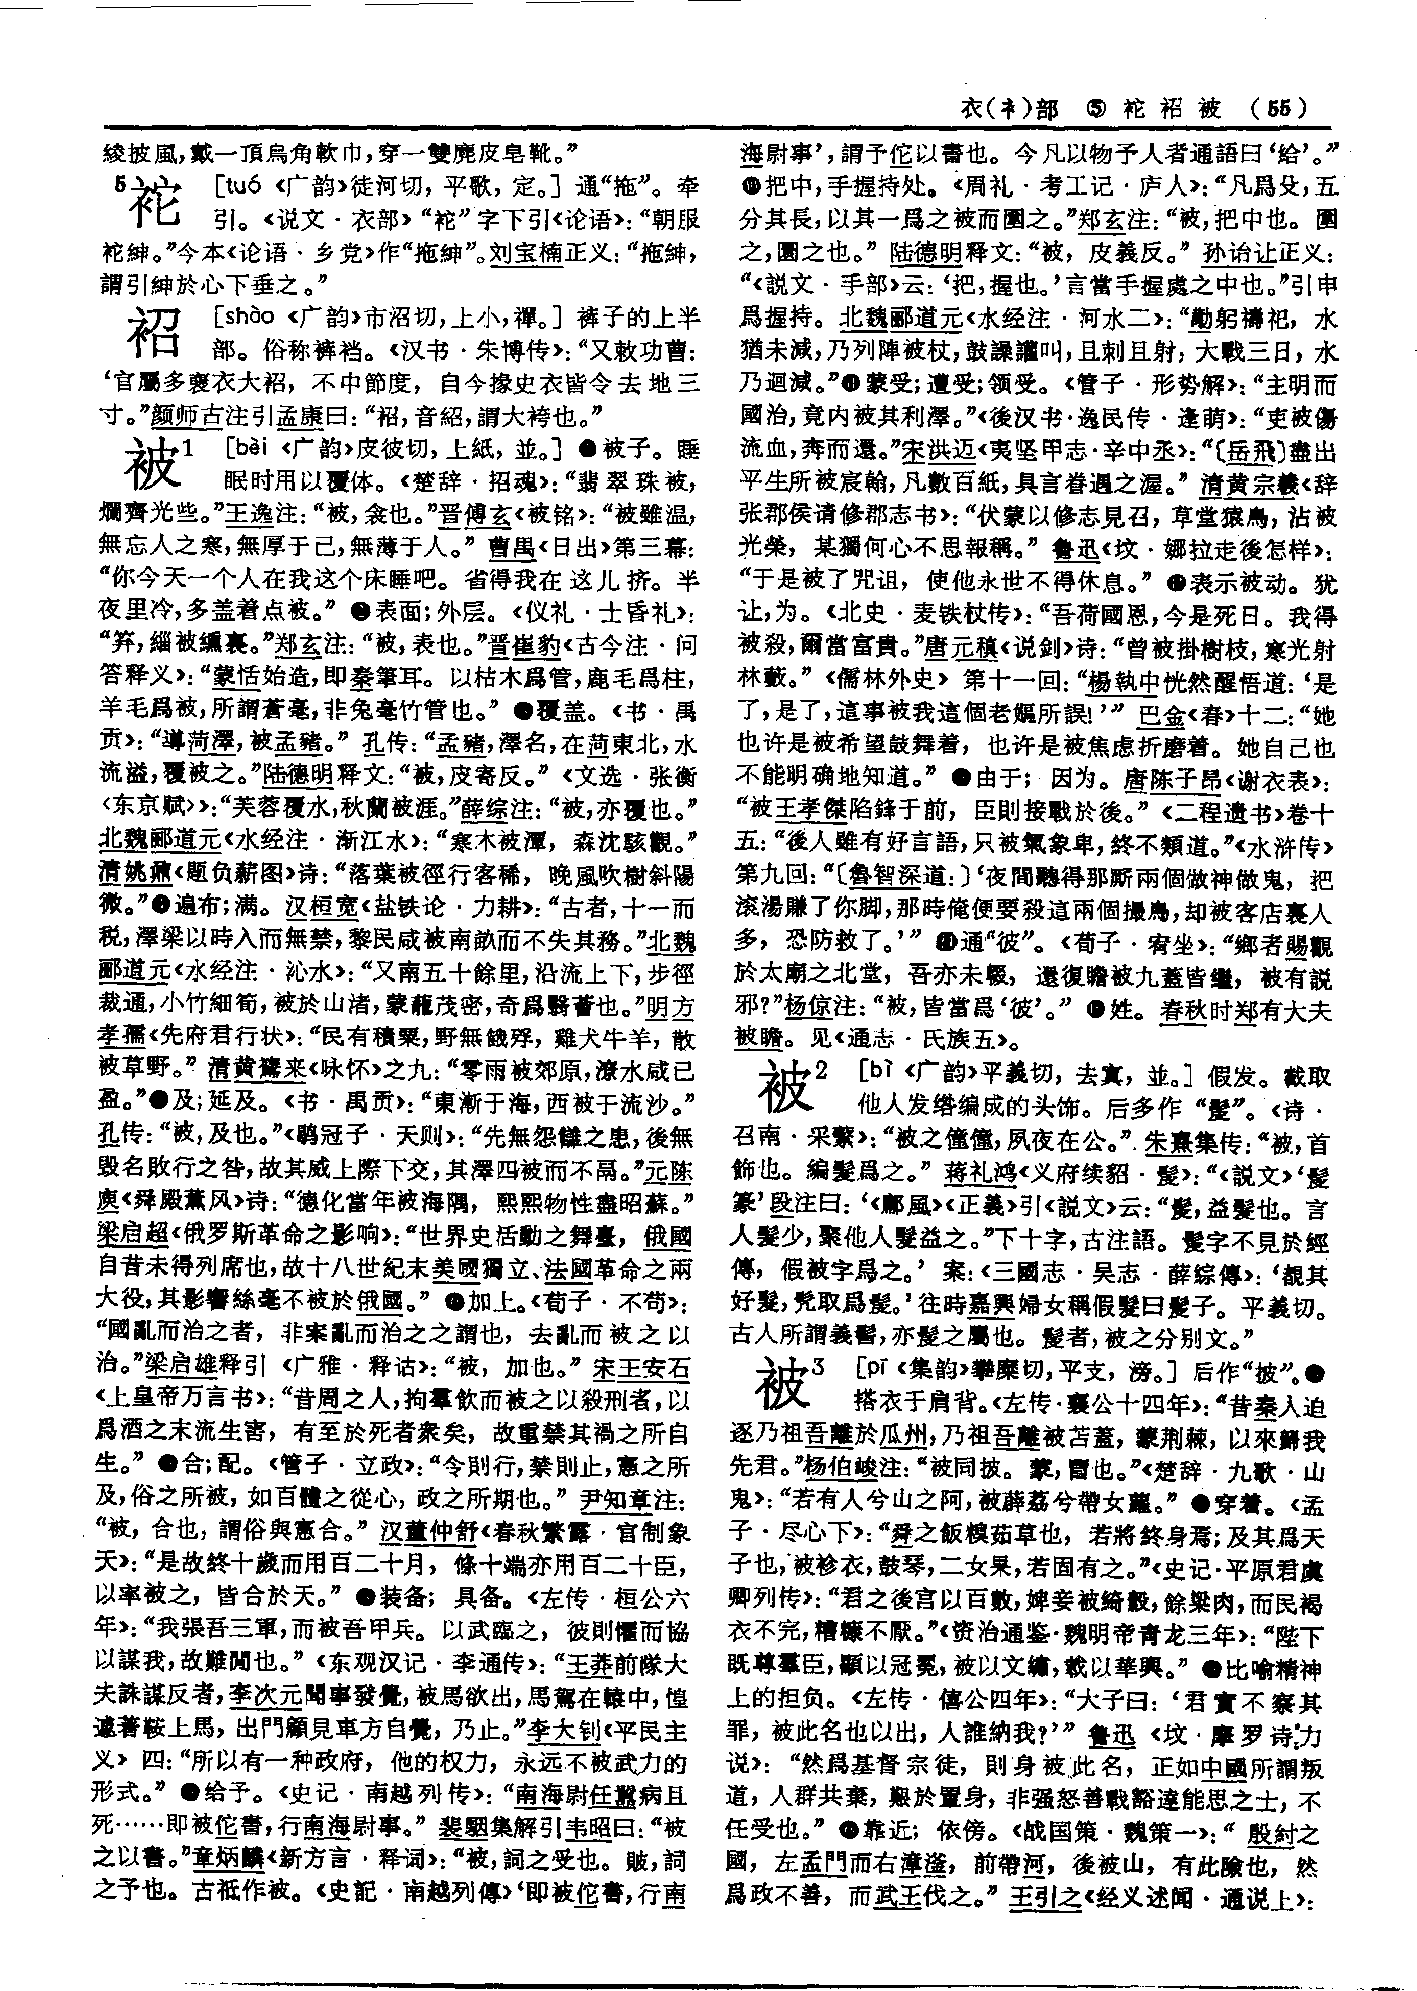 衣(衤)部 ⑤ 袉 袑 被 (55)
綾披風,戴一頂烏角軟巾,穿一雙麂皮皂靴。”
5袉 [tuó《广韵》徒河切,平歌,定。]通“拖”。牵
引。《说文·衣部》“袉”字下引《论语》:“朝服
袉紳。”今本《论语·乡党》作“拖紳”。刘宝楠正义:“拖紳,
謂引紳於心下垂之。”
袑 [shào《广韵》市沼切,上小,禪。]裤子的上半
部。俗称裤裆。《汉书·朱博传》:“又敕功曹:
‘官屬多襃衣大袑,不中節度,自今掾史衣皆令去地三
寸。”颜师古注引孟康曰:“袑,音紹,謂大袴也。”
被1 [bèi《广韵》皮彼切,上紙,並。]❶被子。睡
眠时用以覆体。《楚辞·招魂》:“翡翠珠被,
爛齊光些。”王逸注:“被,衾也。”晋傅玄《被铭》:“被雖温,
無忘人之寒,無厚于己,無薄于人。”曹禺《日出》第三幕:
“你今天一个人在我这个床睡吧。省得我在这儿挤。半
夜里冷,多盖着点被。”❷表面;外层。《仪礼·士昏礼》:
“笲,緇被纁裏。”郑玄注:“被,表也。”晋崔豹《古今注·问
答释义》:“蒙恬始造,即秦筆耳。以枯木爲管,鹿毛爲柱,
羊毛爲被,所謂蒼毫,非兔毫竹管也。”❸覆盖。《书·禹
贡》:“導菏澤,被孟豬。”孔传:“孟豬,澤名,在菏東北,水
流溢,覆被之。”陆德明释文:“被,皮寄反。”《文选·张衡
〈东京赋〉》:“芙蓉覆水,秋蘭被涯。”薛综注:“被,亦覆也。”
北魏郦道元《水经注·渐江水》:“寒木被潭,森沈駭觀。”
清姚鼐《题负薪图》诗:“落葉被徑行客稀,晚風吹樹斜陽
微。”❹遍布;满。汉桓宽《盐铁论·力耕》:“古者,十一而
税,澤梁以時入而無禁,黎民咸被南畝而不失其務。”北魏
郦道元《水经注·沁水》:“又南五十餘里,沿流上下,步徑
裁通,小竹細筍,被於山渚,蒙蘢茂密,奇爲翳薈也。”明方
孝孺《先府君行状》:“民有積粟,野無餓殍,雞犬牛羊,散
被草野。”清黄鷟来《咏怀》之九:“零雨被郊原,潦水咸已
盈。”❺及;延及。《书·禹贡》:“東漸于海,西被于流沙。”
孔传:“被,及也。”《鹖冠子·天则》:“先無怨讎之患,後無
毁名敗行之咎,故其威上際下交,其澤四被而不鬲。”元陈
庾《舜殿薰风》诗:“德化當年被海隅,熙熙物性盡昭蘇。”
梁启超《俄罗斯革命之影响》:“世界史活動之舞臺,俄國
自昔未得列席也,故十八世紀末美國獨立、法國革命之兩
大役,其影響絲毫不被於俄國。”❻加上。《荀子·不苟》:
“國亂而治之者,非案亂而治之之謂也,去亂而被之以
治。”梁启雄释引《广雅·释诂》:“被,加也。”宋王安石
《上皇帝万言书》:“昔周之人,拘羣飲而被之以殺刑者,以
爲酒之末流生害,有至於死者衆矣,故重禁其禍之所自
生。”❼合;配。《管子·立政》:“令則行,禁則止,憲之所
及,俗之所被,如百體之從心,政之所期也。”尹知章注:
“被,合也,謂俗與憲合。”汉董仲舒《春秋繁露·官制象
天》:“是故終十歲而用百二十月,條十端亦用百二十臣,
以率被之,皆合於天。”❽装备;具备。《左传·桓公六
年》:“我張吾三軍,而被吾甲兵。以武臨之,彼則懼而協
以謀我,故難間也。”《东观汉记·李通传》:“王莽前隊大
夫誅謀反者,李次元聞事發覺,被馬欲出,馬駕在轅中,惶
遽著鞍上馬,出門顧見車方自覺,乃止。”李大钊《平民主
义》四:“所以有一种政府,他的权力,永远不被武力的
形式。”❾给予。《史记·南越列传》:“南海尉任囂病且
死……即被佗書,行南海尉事。”裴駰集解引韦昭曰:“被
之以書。”章炳麟《新方言·释词》:“被,詞之受也。貱,詞
之予也。古祇作被。《史記·南越列傳》‘即被佗書,行南
海尉事’,謂予佗以書也。今凡以物予人者通語曰‘給’。”
❿把中,手握持处。《周礼·考工记·庐人》:“凡爲殳,五
分其長,以其一爲之被而圍之。”郑玄注:“被,把中也。圍
之,圜之也。”陆德明释文:“被,皮義反。”孙诒让正义:
“《説文·手部》云:‘把,握也。’言當手握處之中也。”引申
爲握持。北魏郦道元《水经注·河水二》:“勱躬禱祀,水
猶未減,乃列陣被杖,鼓譟讙叫,且刺且射,大戰三日,水
乃迴減。”⓫蒙受;遭受;领受。《管子·形势解》:“主明而
國治,竟内被其利澤。”《後汉书·逸民传·逢萌》:“吏被傷
流血,奔而還。”宋洪迈《夷坚甲志·辛中丞》:“〔岳飛〕盡出
平生所被宸翰,凡數百紙,具言眷遇之渥。”清黄宗羲《辞
张郡侯请修郡志书》:“伏蒙以修志見召,草堂猿鳥,沾被
光榮,某獨何心不思報稱。”鲁迅《坟·娜拉走後怎样》:
“于是被了咒诅,使他永世不得休息。”⓬表示被动。犹
让,为。《北史·麦铁杖传》:“吾荷國恩,今是死日。我得
被殺,爾當富貴。”唐元稹《说剑》诗:“曾被掛樹枝,寒光射
林藪。”《儒林外史》第十一回:“楊執中恍然醒悟道:‘是
了,是了,這事被我這個老嫗所誤!’”巴金《春》十二:“她
也许是被希望鼓舞着,也许是被焦虑折磨着。她自己也
不能明确地知道。”⓭由于;因为。唐陈子昂《谢衣表》:
“被王孝傑陷鋒于前,臣則接戰於後。”《二程遗书》卷十
五:“後人雖有好言語,只被氣象卑,終不類道。”《水浒传》
第九回:“〔魯智深道:〕‘夜間聽得那厮兩個做神做鬼,把
滚湯賺了你脚,那時俺便要殺這兩個撮鳥,却被客店裏人
多,恐防救了。’”⓮通“彼”。《荀子·宥坐》:“鄉者賜觀
於太廟之北堂,吾亦未輟,還復瞻被九蓋皆繼,被有説
邪?”杨倞注:“被,皆當爲‘彼’。”⓯姓。春秋时郑有大夫
被瞻。见《通志·氏族五》。
被2 [bì《广韵》平義切,去寘,並。]假发。截取
他人发绺编成的头饰。后多作“髲”。《诗·
召南·采蘩》:“被之僮僮,夙夜在公。”朱熹集传:“被,首
飾也。編髮爲之。”蒋礼鸿《义府续貂·髲》:“《説文》‘髲
篆’段注曰:‘《鄘風》《正義》引《説文》云:“髲,益髮也。言
人髮少,聚他人髮益之。”下十字,古注語。髲字不見於經
傳,假被字爲之。’案:《三國志·吴志·薛綜傳》:‘覩其
好髮,髡取爲髲。’往時嘉興婦女稱假髮曰髲子。平義切。
古人所謂義髻,亦髲之屬也。髲者,被之分别文。”
被3 [pī《集韵》攀糜切,平支,滂。]后作“披”。❶
搭衣于肩背。《左传·襄公十四年》:“昔秦人迫
逐乃祖吾離於瓜州,乃祖吾離被苫蓋,蒙荆棘,以來歸我
先君。”杨伯峻注:“被同披。蒙,冒也。”《楚辞·九歌·山
鬼》:“若有人兮山之阿,被薜荔兮帶女蘿。”❷穿着。《孟
子·尽心下》:“舜之飯糗茹草也,若將終身焉;及其爲天
子也,被袗衣,鼓琴,二女果,若固有之。”《史记·平原君虞
卿列传》:“君之後宫以百數,婢妾被綺縠,餘粱肉,而民褐
衣不完,糟糠不厭。”《资治通鉴·魏明帝青龙三年》:“陛下
既尊羣臣,顯以冠冕,被以文繡,載以華輿。”❸比喻精神
上的担负。《左传·僖公四年》:“大子曰:‘君實不察其
罪,被此名也以出,人誰納我?’”鲁迅《坟·摩罗诗力
说》:“然爲基督宗徒,則身被此名,正如中國所謂叛
道,人群共棄,艱於置身,非强怒善戰豁達能思之士,不
任受也。”❹靠近;依傍。《战国策·魏策一》:“殷紂之
國,左孟門而右漳滏,前帶河,後被山,有此險也,然
爲政不善,而武王伐之。”王引之《经义述闻·通说上》: